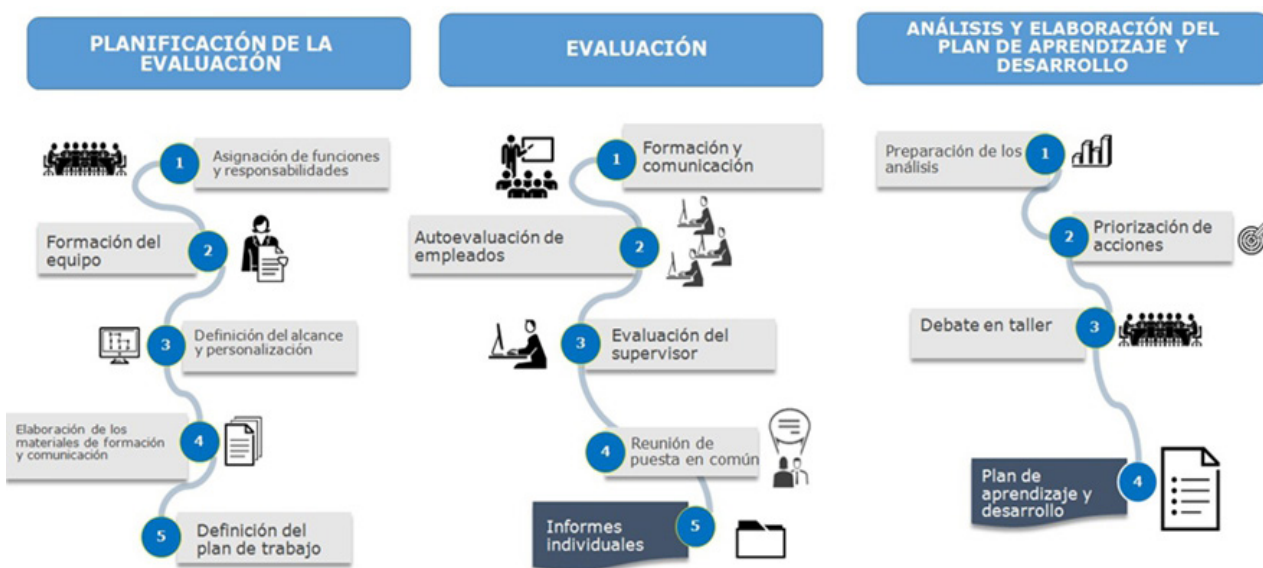 PLANIFICACIÓN DE LA
EVALUACIÓN
1
Asignación de funciones
y responsabilidades
Formación del
equipo
2
3
Definición del alcance
y personalización
Elaboración de los
materiales de formación
y comunicación
4
5
Definición del
plan de trabajo
EVALUACIÓN
1
Formación y
comunicación
Autoevaluación de
empleados
2
3
Evaluación del
supervisor
4
Reunión de
puesta en común
Informes
individuales
5
ANÁLISIS Y ELABORACIÓN DEL
PLAN DE APRENDIZAJE Y
DESARROLLO
Preparación de los
análisis
1
2
Priorización de
acciones
Debate en taller
3
Plan de
aprendizaje y
desarrollo
4